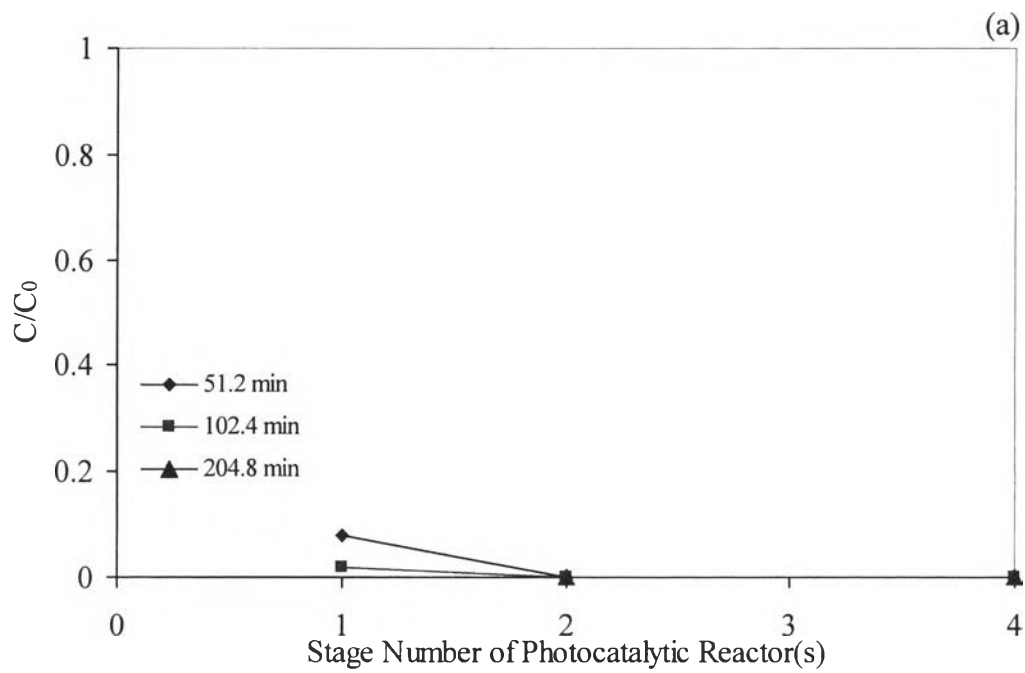 (a)
1
0.8
0.6
0.4
0.2
0
C/C0
51.2 min
102.4 min
204.8 min
0 1 2 3 4
Stage Number of Photocatalytic Reactor(s)